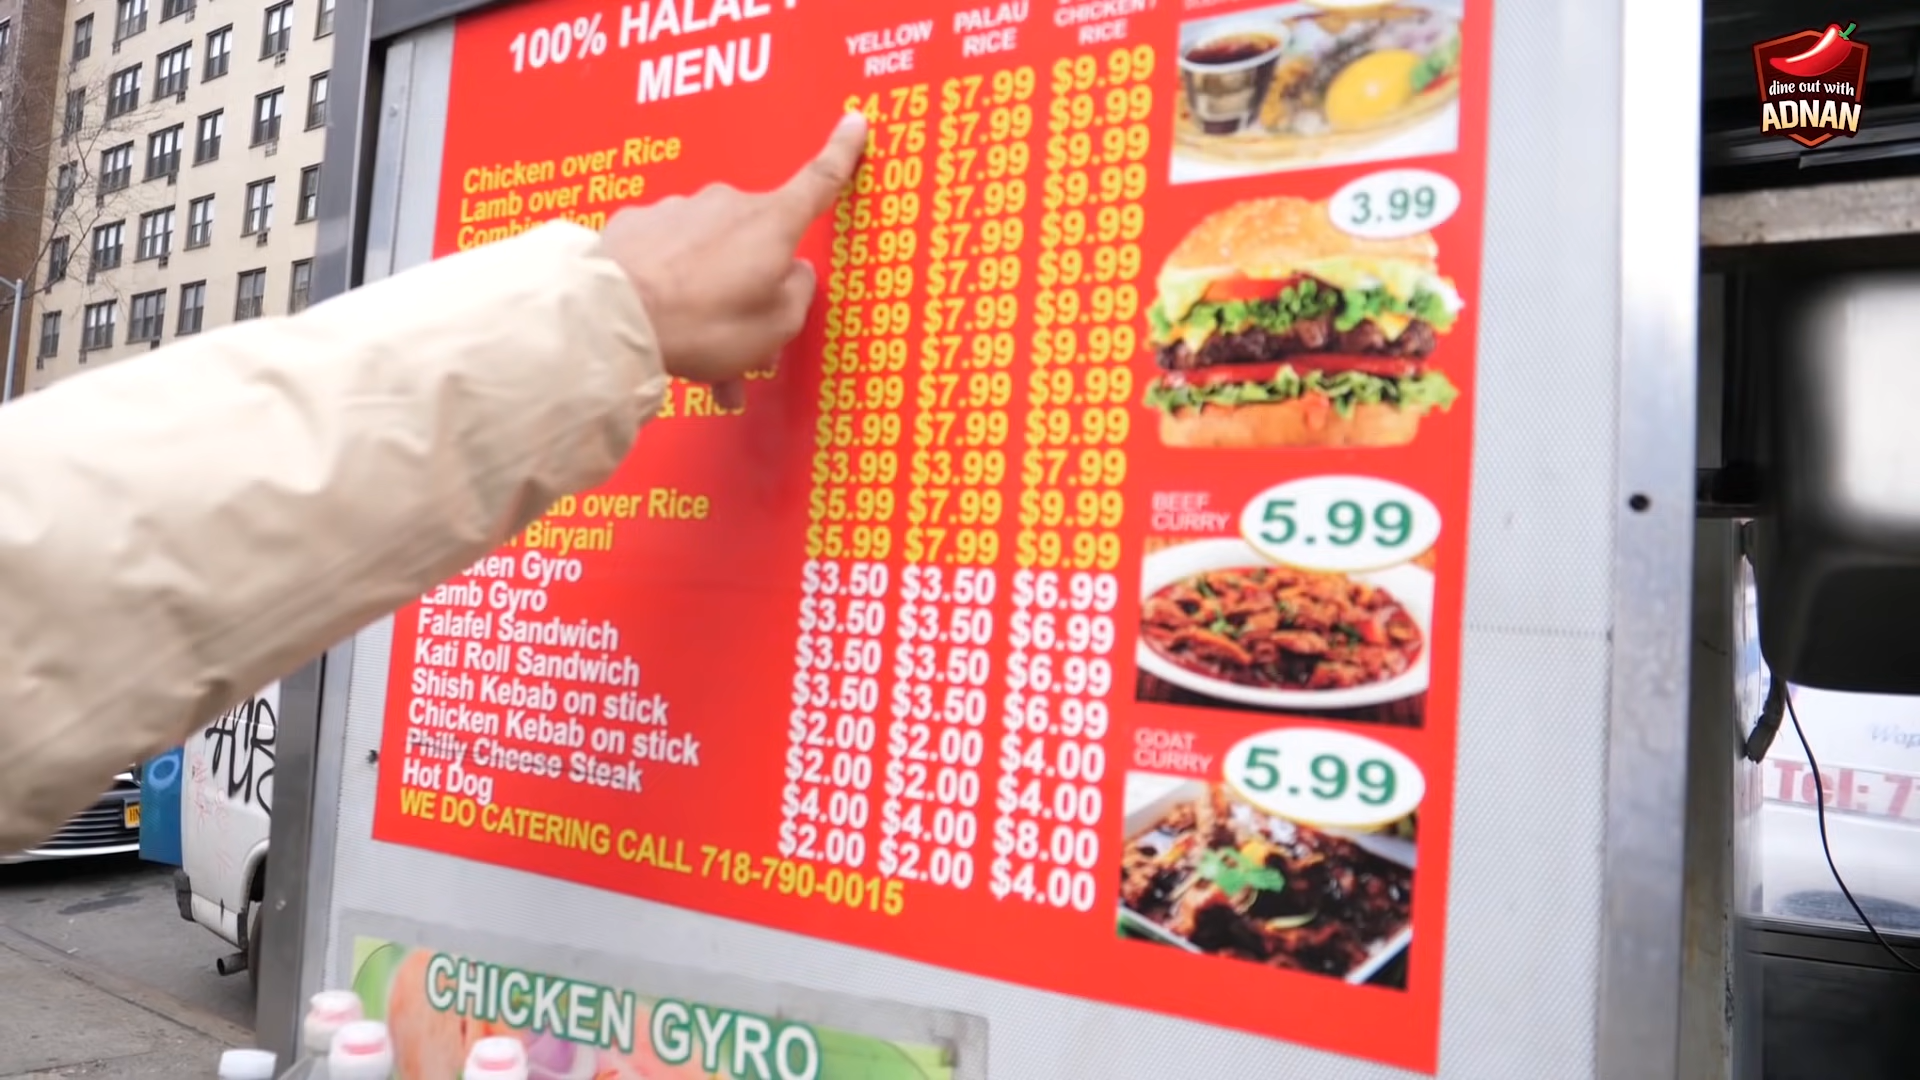 100% HALAL
MENU
YELLOW
RICE
PALAU
RICE
CHICKEN
RICE
Chicken over Rice
Lamb over Rice
Combination
& Rice
over Rice
Biryani
Chicken Gyro
Lamb Gyro
Falafel Sandwich
Kati Roll Sandwich
Shish Kebab on stick
Chicken Kebab on stick
Philly Cheese Steak
Hot Dog
$4.75 $7.99 $9.99
4.75 $7.99 $9.99
$6.00 $7.99 $9.99
$5.99 $7.99 $9.99
$5.99 $7.99 $9.99
$5.99 $7.99 $9.99
$5.99 $7.99 $9.99
$5.99 $7.99 $9.99
$5.99 $7.99 $9.99
$5.99 $7.99 $9.99
$3.99 $3.99 $7.99
$5.99 $7.99 $9.99
$5.99 $7.99 $9.99
$3.50 $3.50 $6.99
$3.50 $3.50 $6.99
$3.50 $3.50 $6.99
$3.50 $3.50 $6.99
$2.00 $2.00 $4.00
$2.00 $2.00 $4.00
$4.00 $4.00 $8.00
$2.00 $2.00 $4.00
WE DO CATERING CALL 718-790-0015
3.99
BEEF
CURRY
5.99
GOAT
CURRY
5.99
CHICKEN GYRO
Tel: 7
dine out with
ADNAN